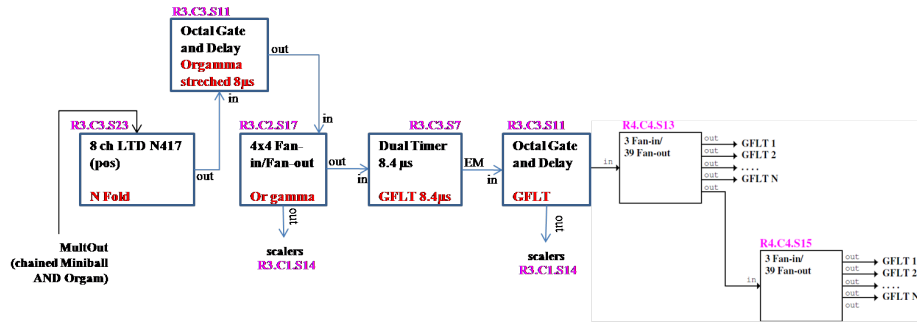 R3.C3.S11
Octal Gate
and Delay
Orgamma
streched 8µs
out
in
R3.C3.S23
8 ch LTD N417
(pos)
N Fold
out
MultOut
(chained Miniball
AND Orgam)
in
R3.C2.S17
4x4 Fan-
in/Fan-out
Or gamma
out
out
scalers
R3.C1.S14
in
R3.C3.S7
Dual Timer
8.4 µs
GFLT 8.4µs
EM
in
R3.C3.S11
Octal Gate
and Delay
GFLT
out
scalers
R3.C1.S14
in
R4.C4.S13
3 Fan-in/
39 Fan-out
out GFLT 1
out GFLT 2
out ....
out GFLT N
out
in
R4.C4.S15
3 Fan-in/
39 Fan-out
out GFLT 1
out GFLT 2
out ....
out GFLT N